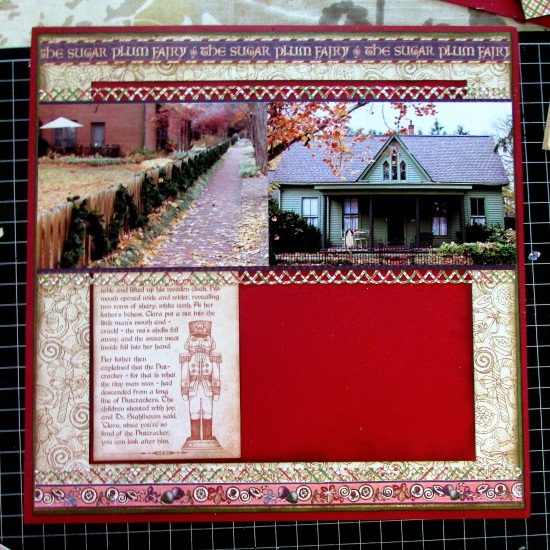 the Sugar Plum Fairy the Sugar Plum Fairy the Sugar Plum Fairy
table and lifted up his wooden cloak. His
mouth opened wide and wider, revealing
two rows of sharp, white teeth. At her
father's behest, Clara put a nut into the
little man's mouth and -
crack! - the nut's shells fell
away, and the sweet meat
inside fell into her hand.
Her father then
explained that the Nut-
cracker - for that is what
the tiny man was - had
descended from a long
line of Nutcrackers. The
children shouted with joy,
and Dr. Stahlbaum said,
'Clara, since you're so
fond of the Nutcracker,
you can look after him.